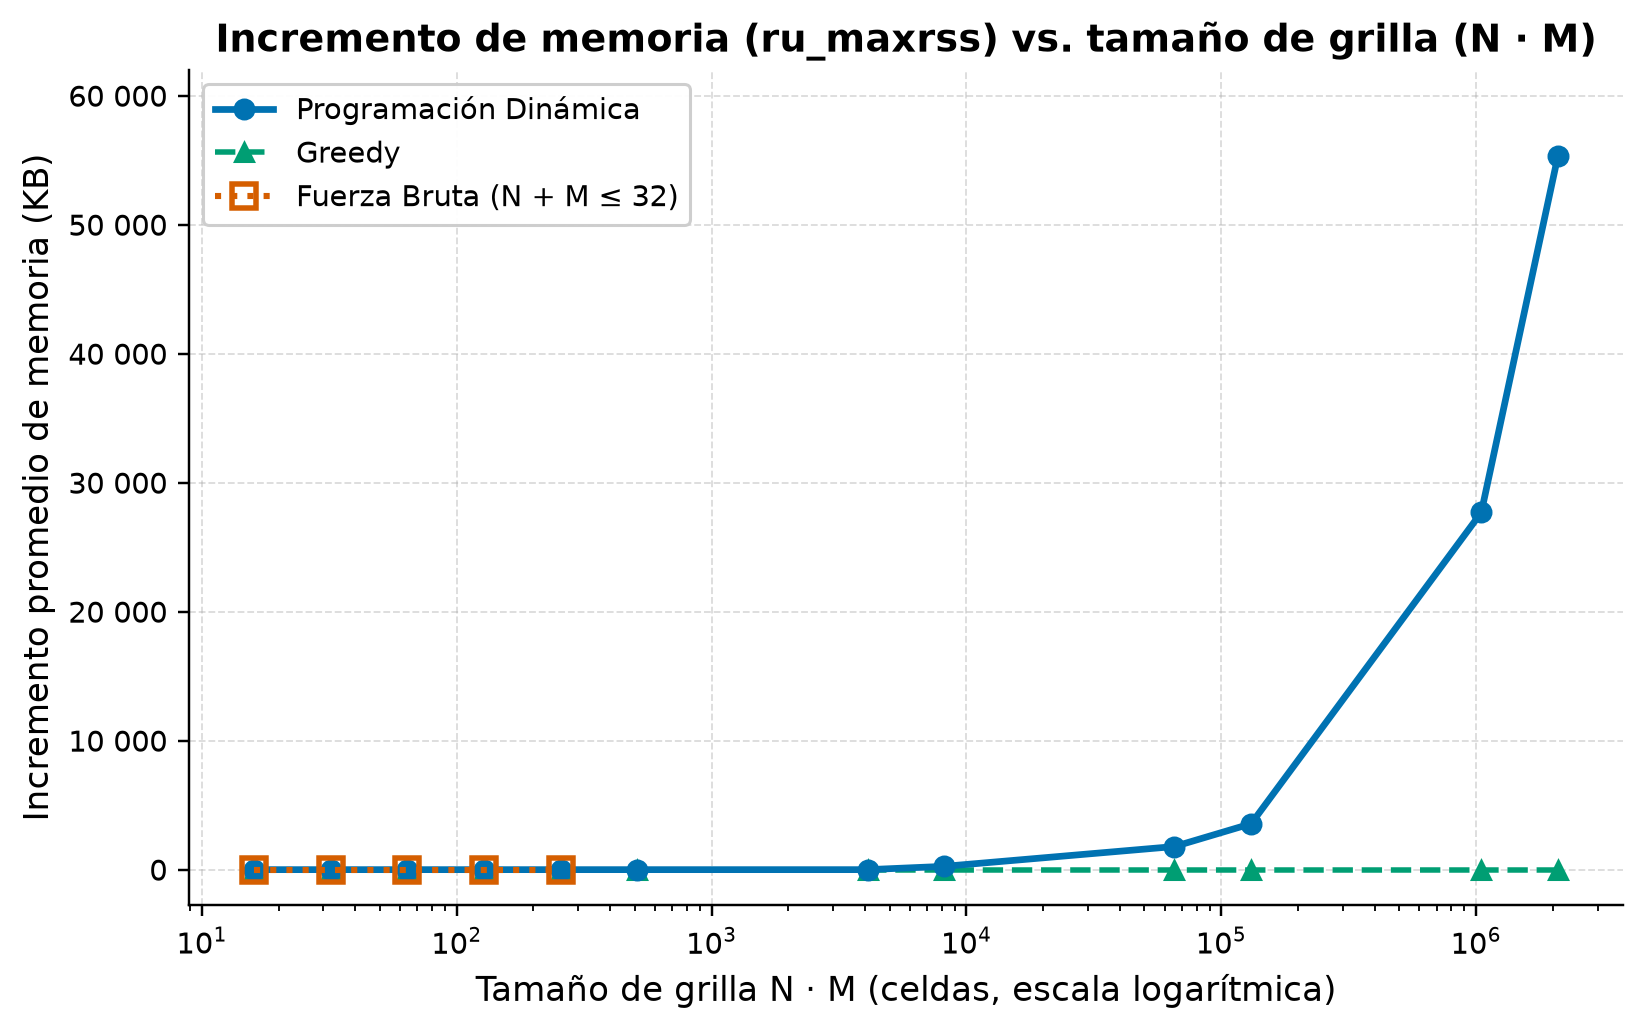 Incremento de memoria (ru_maxrss) vs. tamaño de grilla (N · M)
Programación Dinámica
Greedy
Fuerza Bruta (N + M ≤ 32)
Incremento promedio de memoria (KB)
60 000
50 000
40 000
30 000
20 000
10 000
0
10¹ 10² 10³ 10⁴ 10⁵ 10⁶
Tamaño de grilla N · M (celdas, escala logarítmica)